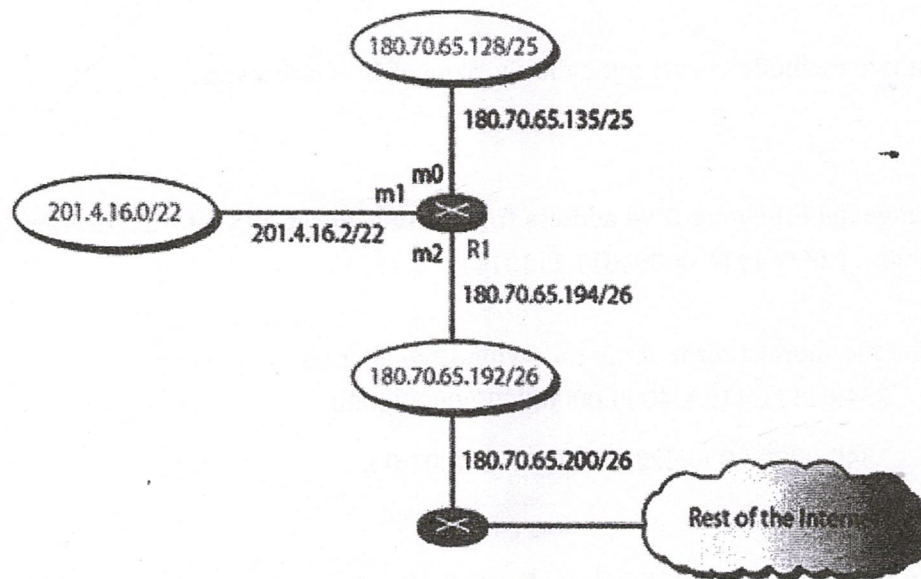 180.70.65.128/25
180.70.65.135/25
m0
m1
201.4.16.0/22
201.4.16.2/22
m2
R1
180.70.65.194/26
180.70.65.192/26
180.70.65.200/26
Rest of the Internet